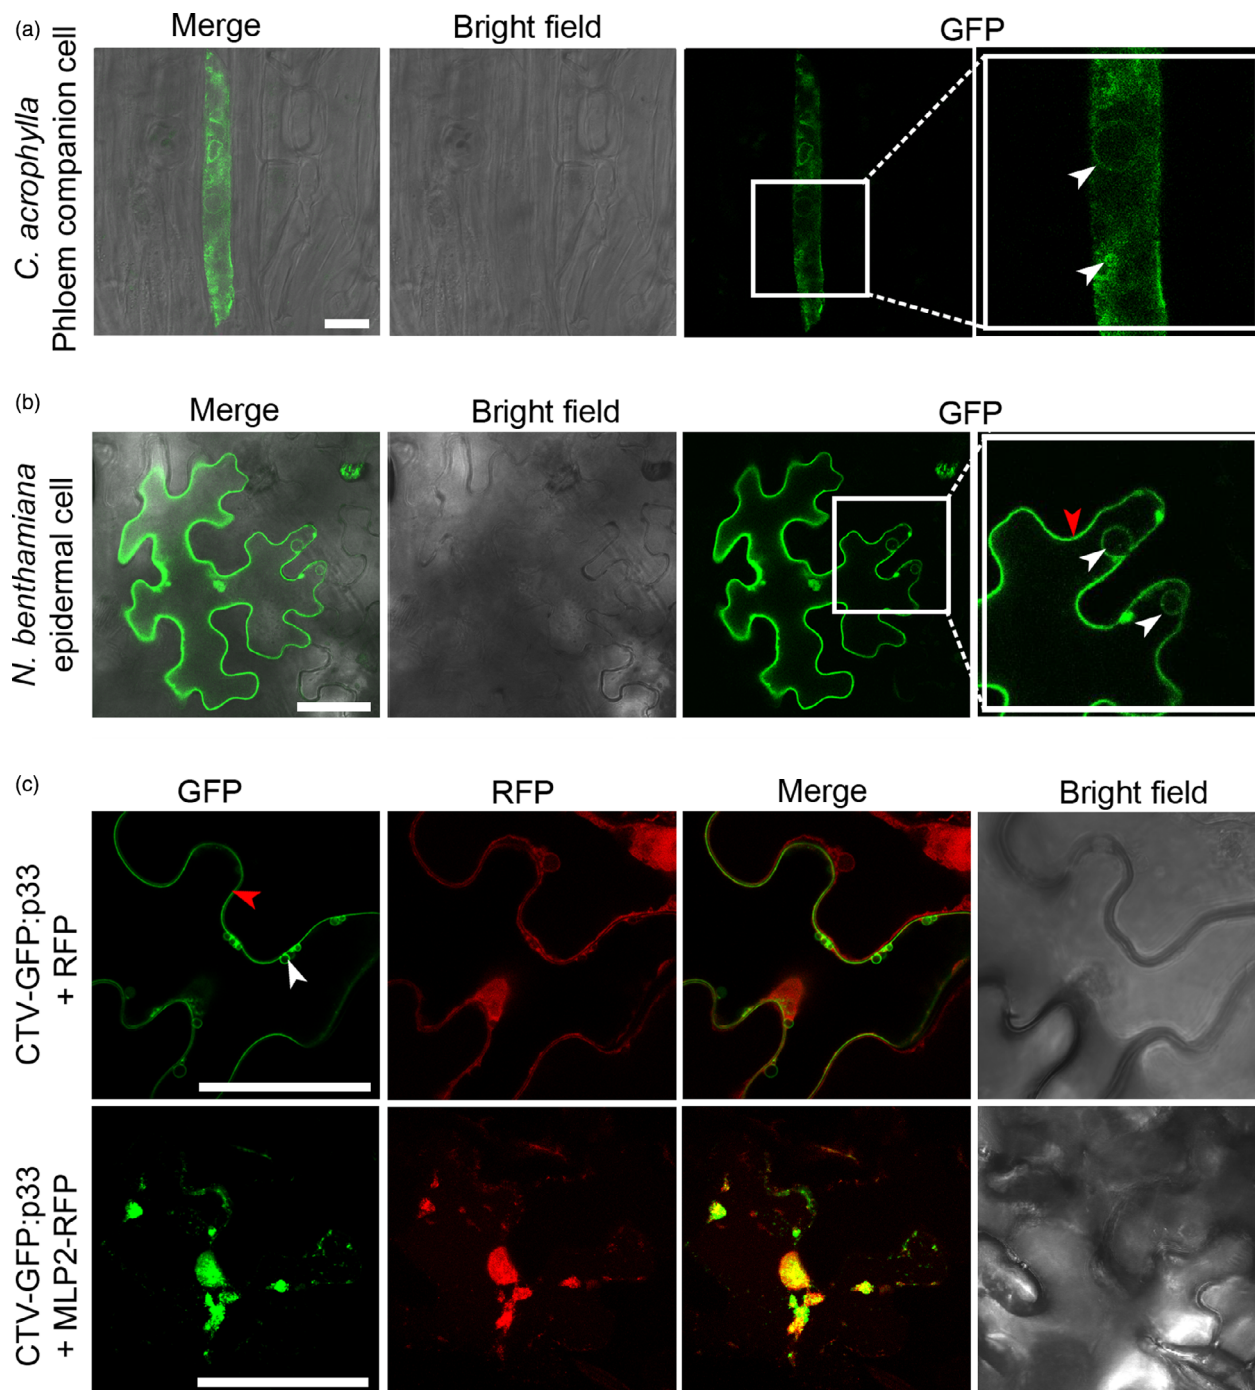 (a)
Merge
Bright field
GFP
C. acrophylla
Phloem companion cell
(b)
Merge
Bright field
GFP
N. benthamiana
epidermal cell
(c)
GFP
RFP
Merge
Bright field
CTV-GFP:p33
+ RFP
CTV-GFP:p33
+ MLP2-RFP